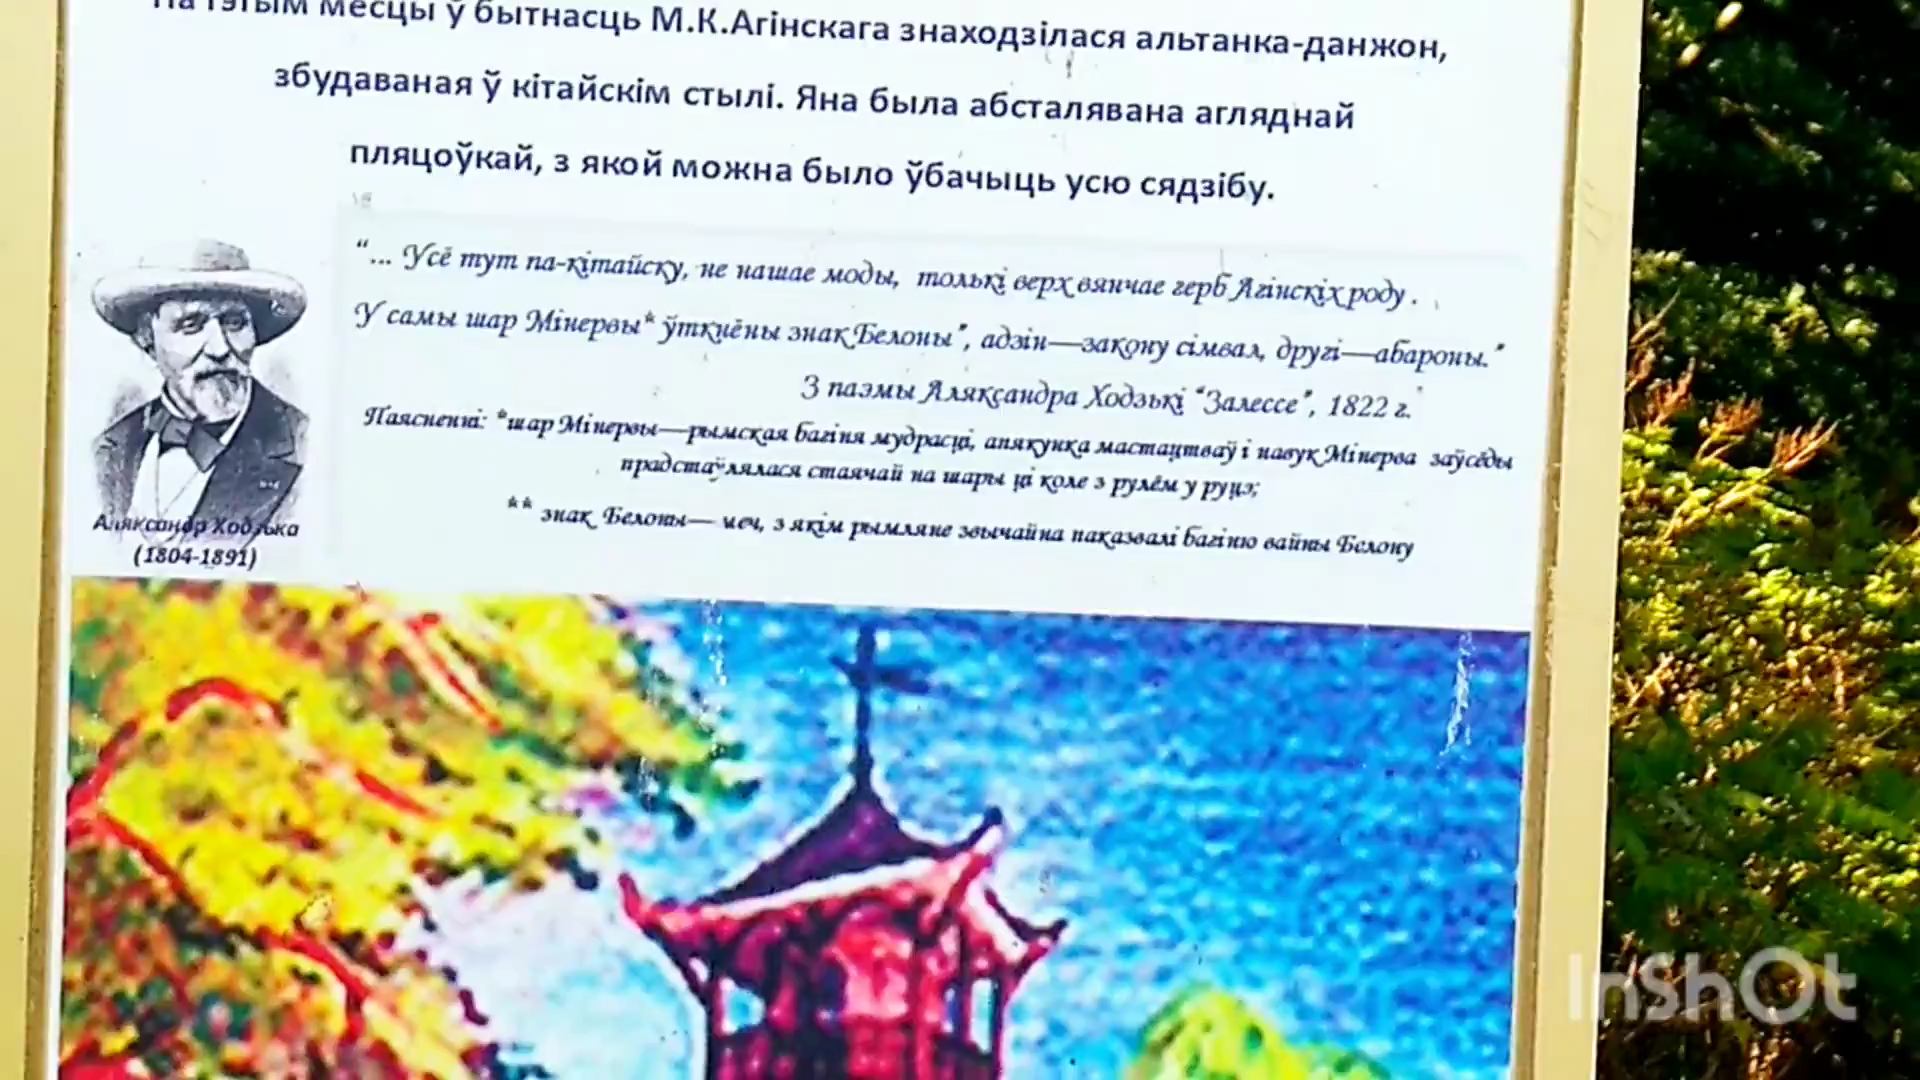 На гэтым месцы ў бытнасць М.К.Агінскага знаходзілася альтанка-данжон,
збудаваная ў кітайскім стылі. Яна была абсталявана агляднай
пляцоўкай, з якой можна было ўбачыць усю сядзібу.
"... Усё тут па-кітайску, не нашае моды, толькі верх вянчае герб Агінскіх роду.
У самы шар Мінервы* ўткнёны знак Белоны", адзін—закону сімвал, другі—абароны."
З паэмы Аляксандра Ходзькі "Залессе", 1822 г.
Паясненні: *шар Мінервы—рымская багіня мудрасці, апякунка мастацтваў і навук Мінерва заўсёды
прадстаўлялася стаячай на шары ці коле з рулём у руцэ;
** знак Белоны— меч, з якім рымляне звычайна паказвалі багіню вайны Белону
Аляксандр Ходзька
(1804-1891)
InShOt